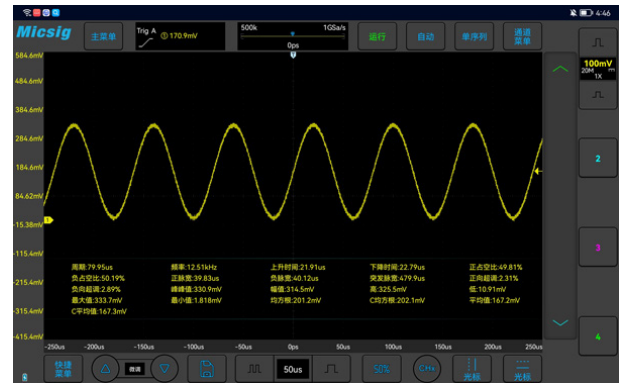 4:46
Micsig
主菜单
Trig A ① 170.9mV
500k 1GSa/s
0ps
运行
自动
单序列
通道
菜单
T
100mV
20M
1X
584.6mV
484.6mV
384.6mV
284.6mV
184.6mV
84.62mV
-15.38mV
-115.4mV
-215.4mV
-315.4mV
-415.4mV
1
2
3
4
周期:79.95us 频率:12.51kHz 上升时间:21.91us 下降时间:22.79us 正占空比:49.81%
负占空比:50.19% 正脉宽:39.83us 负脉宽:40.12us 突发脉宽:479.9us 正向超调:2.31%
负向超调:2.89% 峰峰值:330.9mV 幅值:314.5mV 高:325.5mV 低:10.91mV
最大值:333.7mV 最小值:1.818mV 均方根:201.2mV C均方根:202.1mV 平均值:167.2mV
C平均值:167.3mV
-250us -200us -150us -100us -50us 0ps 50us 100us 150us 200us 250us
快捷
菜单
微调
50us
50%
CHx
光标
光标